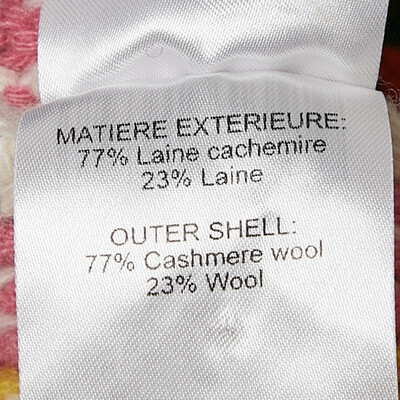 MATIERE EXTERIEURE:
77% Laine cachemire
23% Laine
OUTER SHELL:
77% Cashmere wool
23% Wool